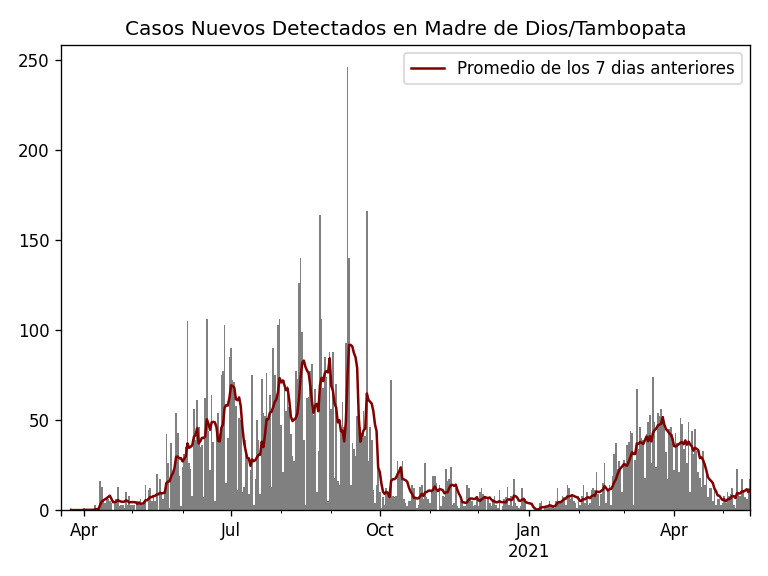 Casos Nuevos Detectados en Madre de Dios/Tambopata
Promedio de los 7 dias anteriores
250
200
150
100
50
0
Apr Jul Oct Jan Apr
2021